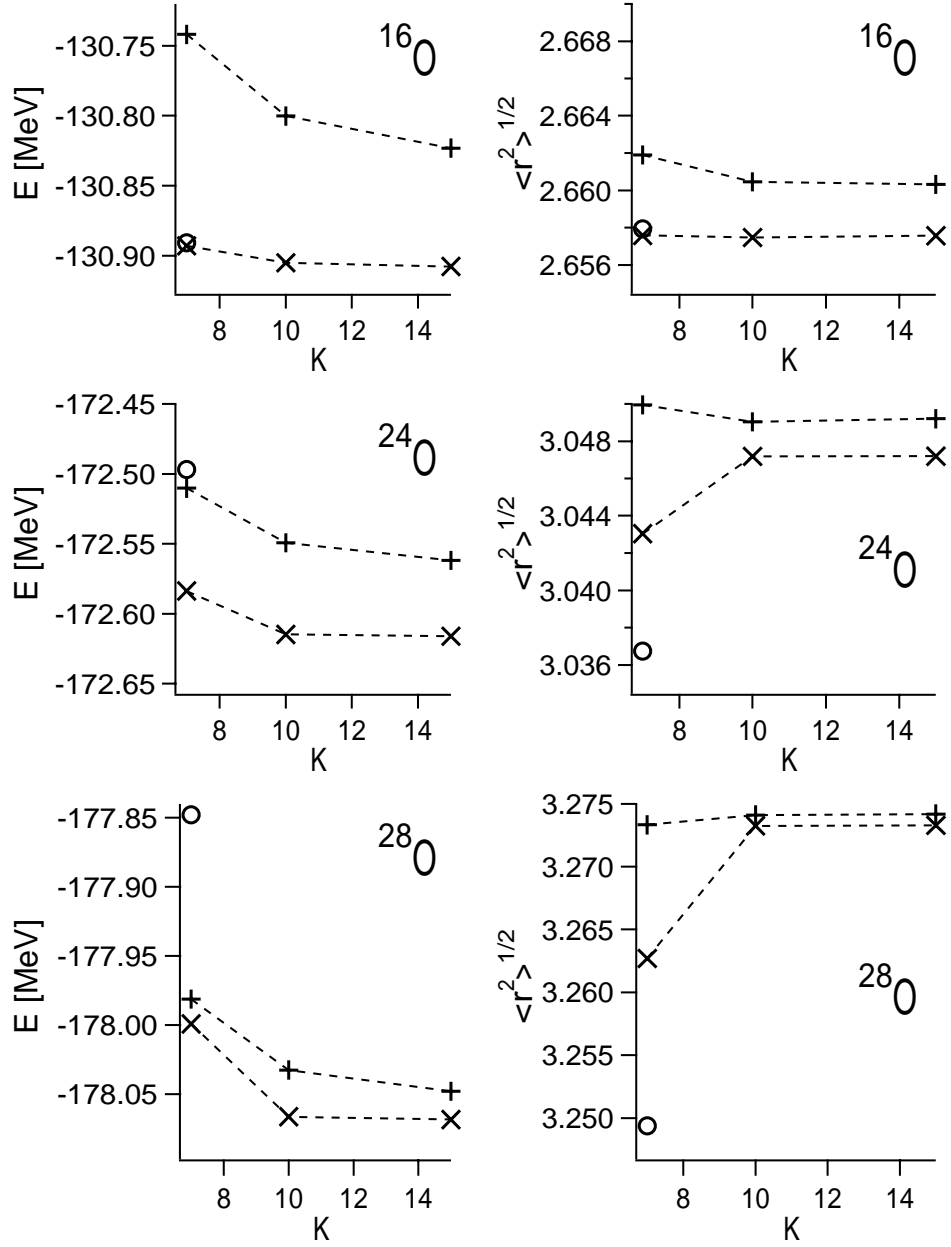 16O
E [MeV]
-130.75
-130.80
-130.85
-130.90
8 10 12 14
K
16O
<r2>1/2
2.668
2.664
2.660
2.656
8 10 12 14
K
24O
E [MeV]
-172.45
-172.50
-172.55
-172.60
-172.65
8 10 12 14
K
24O
<r2>1/2
3.048
3.044
3.040
3.036
8 10 12 14
K
28O
E [MeV]
-177.85
-177.90
-177.95
-178.00
-178.05
8 10 12 14
K
28O
<r2>1/2
3.275
3.270
3.265
3.260
3.255
3.250
8 10 12 14
K